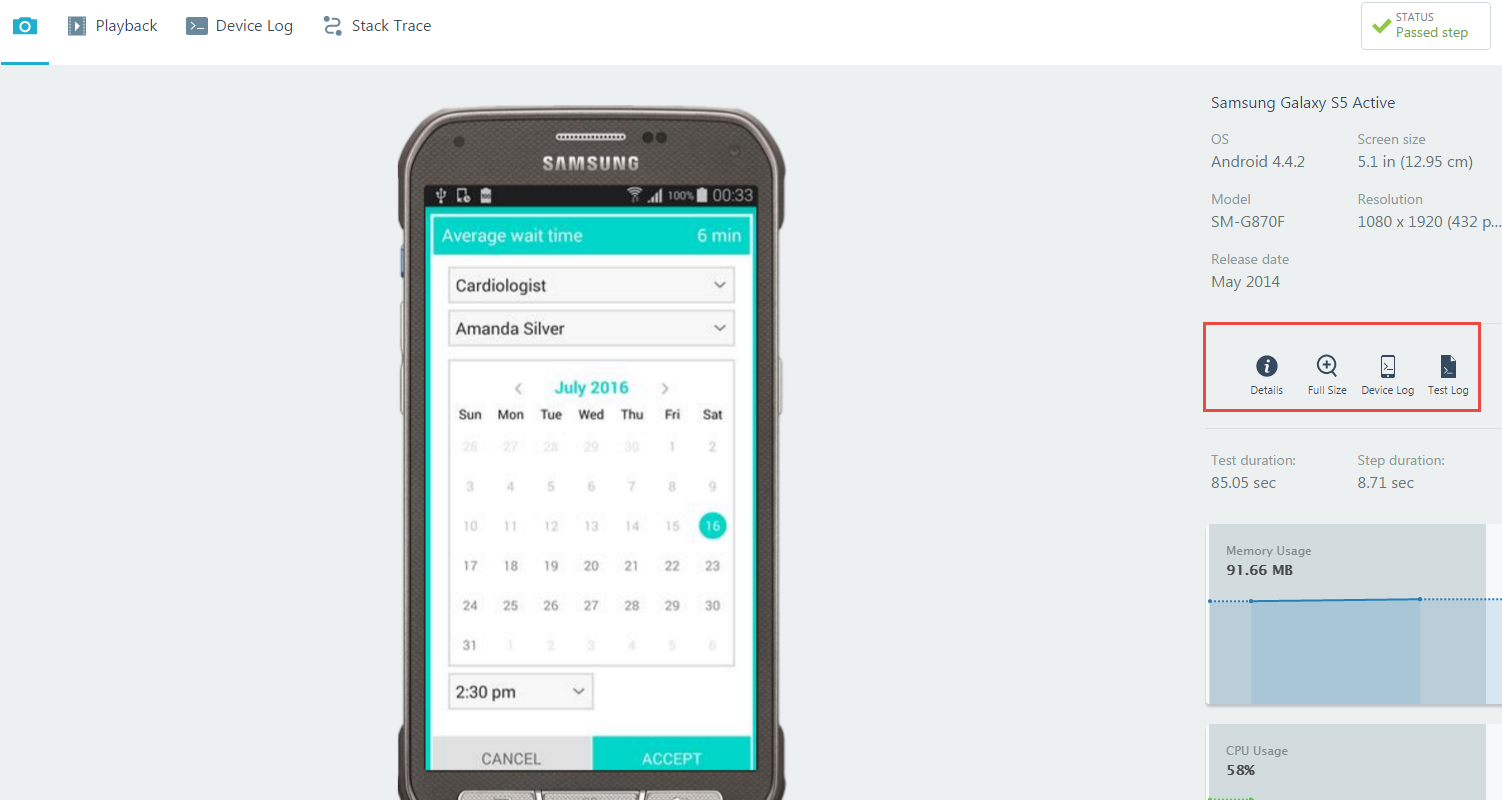 Playback
Device Log
Stack Trace
STATUS
Passed step
Samsung Galaxy S5 Active
OS
Screen size
Android 4.4.2
5.1 in (12.95 cm)
Model
Resolution
SM-G870F
1080 x 1920 (432 p...
Release date
May 2014
Details
Full Size
Device Log
Test Log
Test duration:
Step duration:
85.05 sec
8.71 sec
Memory Usage
91.66 MB
CPU Usage
58%
SAMSUNG
100% 00:33
Average wait time 6 min
Cardiologist
Amanda Silver
July 2016
Sun Mon Tue Wed Thu Fri Sat
26 27 28 29 30 1 2
3 4 5 6 7 8 9
10 11 12 13 14 15 16
17 18 19 20 21 22 23
24 25 26 27 28 29 30
31 1 2 3 4 5 6
2:30 pm
CANCEL ACCEPT